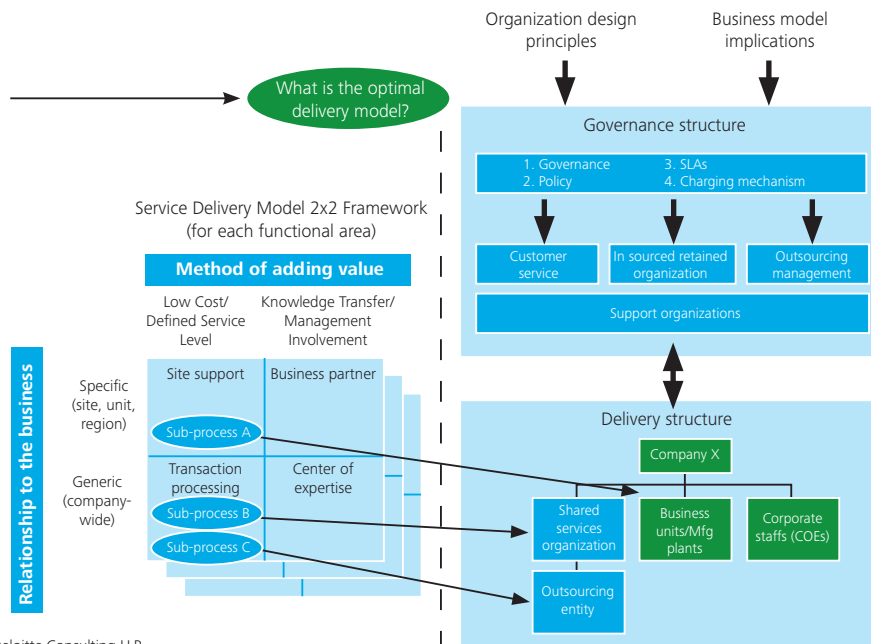 Organization design
principles
Business model
implications
What is the optimal
delivery model?
Governance structure
1. Governance
2. Policy
3. SLAs
4. Charging mechanism
Customer
service
In sourced retained
organization
Outsourcing
management
Support organizations
Service Delivery Model 2x2 Framework
(for each functional area)
Method of adding value
Low Cost/
Defined Service
Level
Knowledge Transfer/
Management
Involvement
Relationship to the business
Specific
(site, unit,
region)
Generic
(company-
wide)
Site support
Business partner
Sub-process A
Transaction
processing
Center of
expertise
Sub-process B
Sub-process C
Delivery structure
Company X
Shared
services
organization
Business
units/Mfg
plants
Corporate
staffs (COEs)
Outsourcing
entity